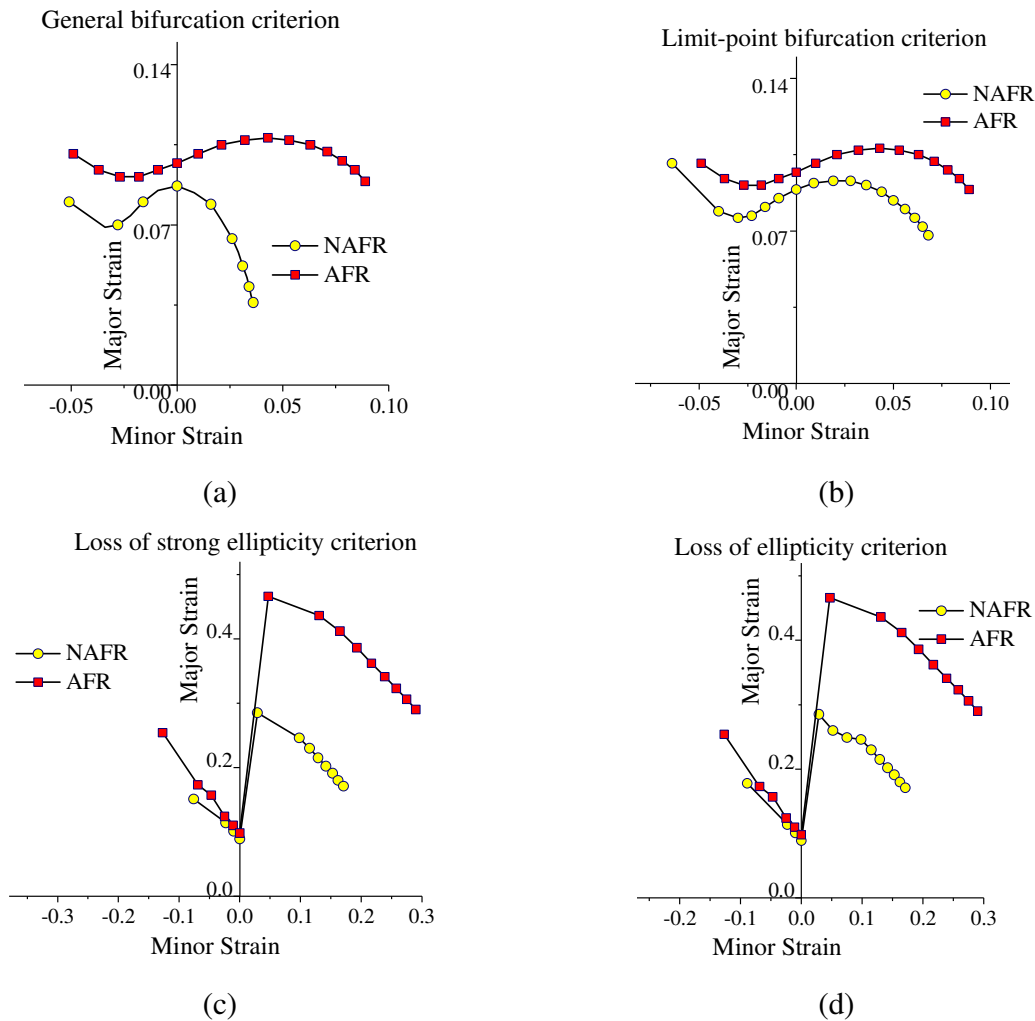 General bifurcation criterion
0.14
0.07
0.00
Major Strain
NAFR
AFR
-0.05 0.00 0.05 0.10
Minor Strain
(a)
Limit-point bifurcation criterion
0.14
0.07
0.00
Major Strain
NAFR
AFR
-0.05 0.00 0.05 0.10
Minor Strain
(b)
Loss of strong ellipticity criterion
0.4
0.2
0.0
Major Strain
NAFR
AFR
-0.3 -0.2 -0.1 0.0 0.1 0.2 0.3
Minor Strain
(c)
Loss of ellipticity criterion
0.4
0.2
0.0
Major Strain
NAFR
AFR
-0.2 -0.1 0.0 0.1 0.2 0.3
Minor Strain
(d)